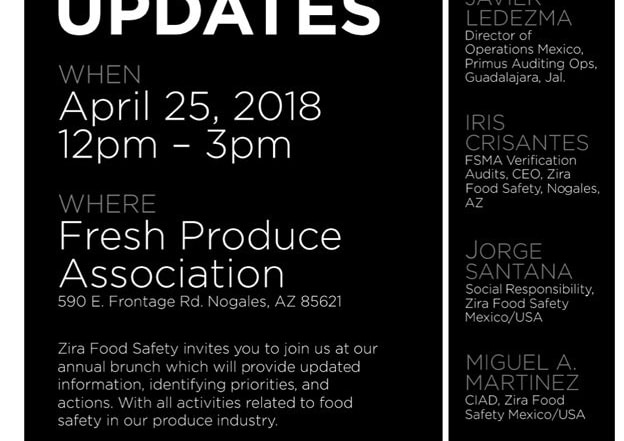 UPDATES
WHEN
April 25, 2018
12pm – 3pm
WHERE
Fresh Produce
Association
590 E. Frontage Rd. Nogales, AZ 85621
Zira Food Safety invites you to join us at our
annual brunch which will provide updated
information, identifying priorities, and
actions. With all activities related to food
safety in our produce industry.
JAVIER
LEDEZMA
Director of
Operations Mexico,
Primus Auditing Ops,
Guadalajara, Jal.
IRIS
CRISANTES
FSMA Verification
Audits, CEO, Zira
Food Safety, Nogales,
AZ
JORGE
SANTANA
Social Responsibility,
Zira Food Safety
Mexico/USA
MIGUEL A.
MARTINEZ
CIAD, Zira Food
Safety Mexico/USA